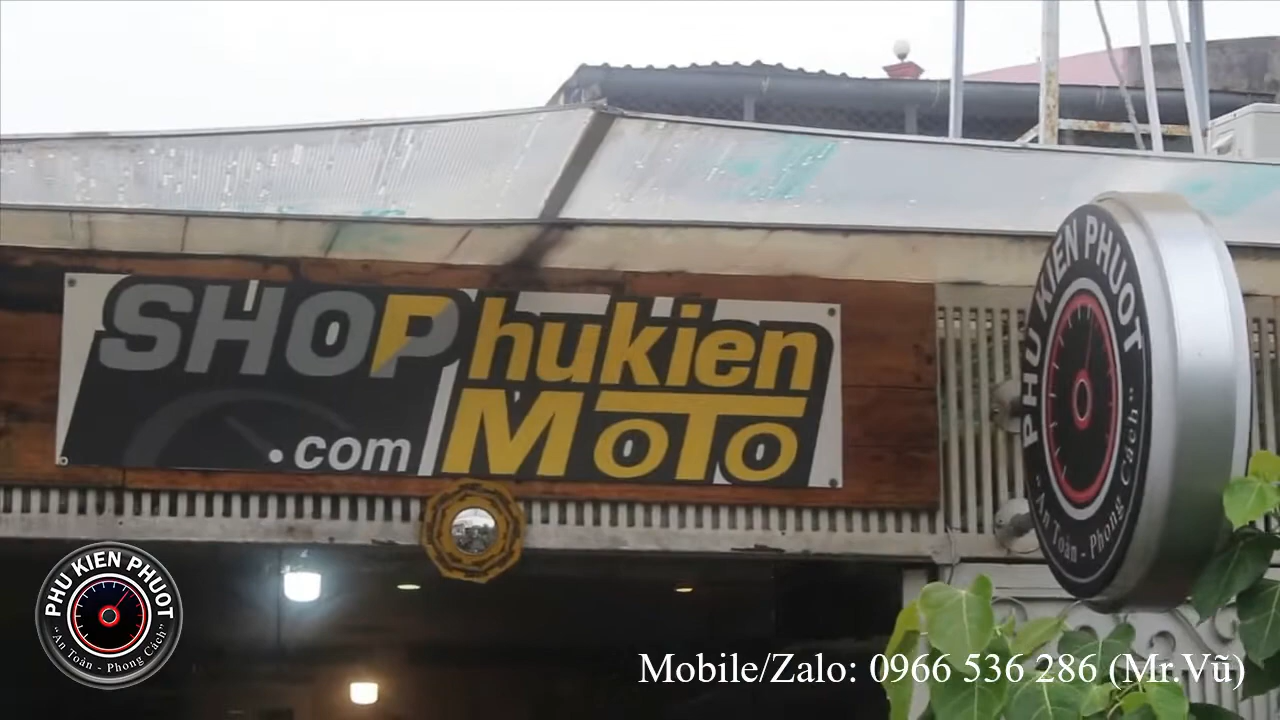 SHOPhukien
.com MoTo
PHU KIEN PHUOT
"An Toàn - Phong Cách"
PHU KIEN PHUOT
"An Toàn - Phong Cách"
Mobile/Zalo: 0966 536 286 (Mr.Vũ)